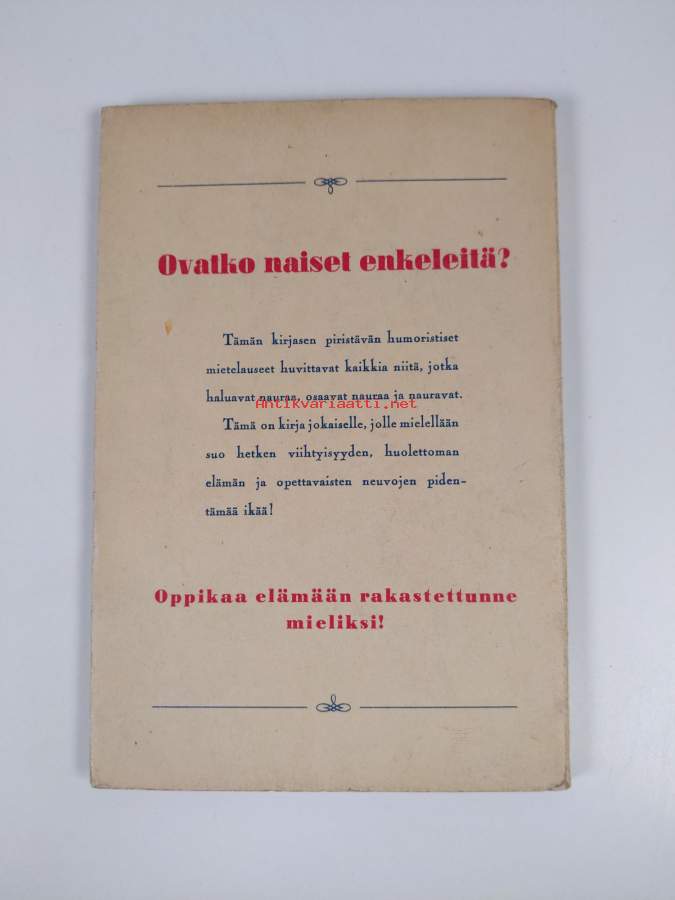 Ovatko naiset enkeleitä?
Tämän kirjasen piristävän humoristiset
mietelauseet huvittavat kaikkia niitä, jotka
haluavat nauraa, osaavat nauraa ja nauravat.
Antikvariaatti.net
Tämä on kirja jokaiselle, jolle mielellään
suo hetken viihtyisyyden, huolettoman
elämän ja opettavaisten neuvojen piden-
tämää ikää!
Oppikaa elämään rakastettunne
mieliksi!